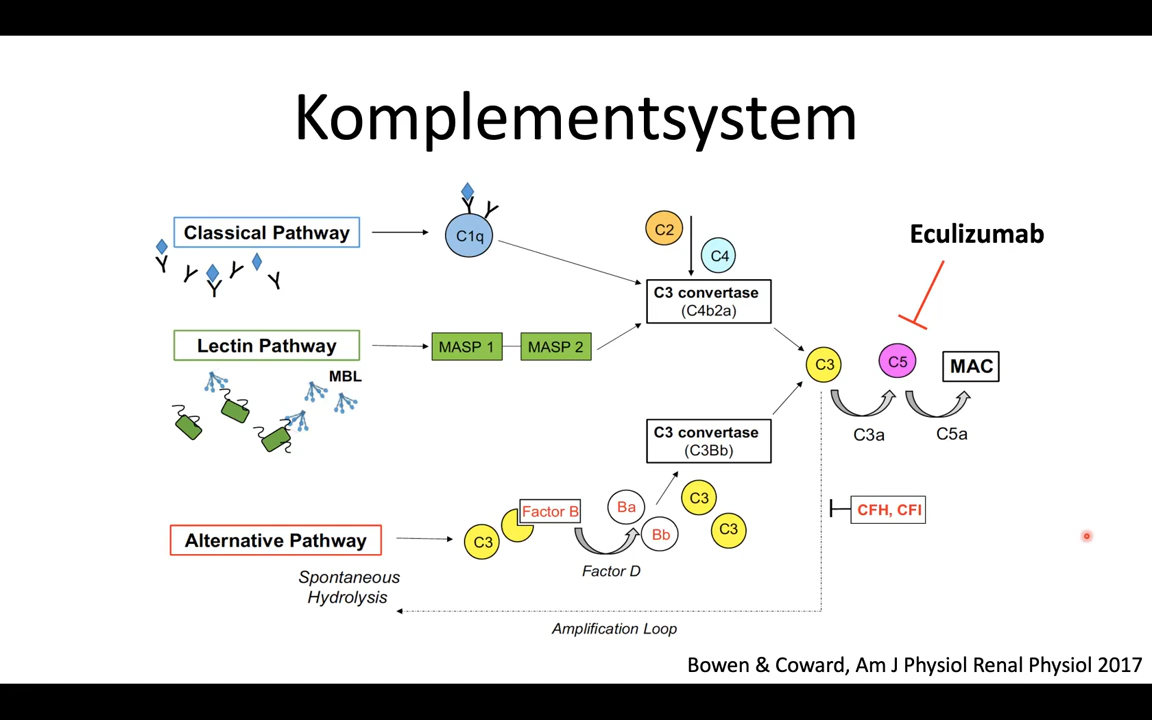 Komplementsystem
Classical Pathway
C1q
C2
C4
Eculizumab
C3 convertase
(C4b2a)
Lectin Pathway
MASP 1
MASP 2
MBL
C3
C5
MAC
C3a
C5a
C3 convertase
(C3Bb)
Alternative Pathway
C3
Factor B
Ba
Bb
C3
C3
CFH, CFI
Factor D
Spontaneous
Hydrolysis
Amplification Loop
Bowen & Coward, Am J Physiol Renal Physiol 2017